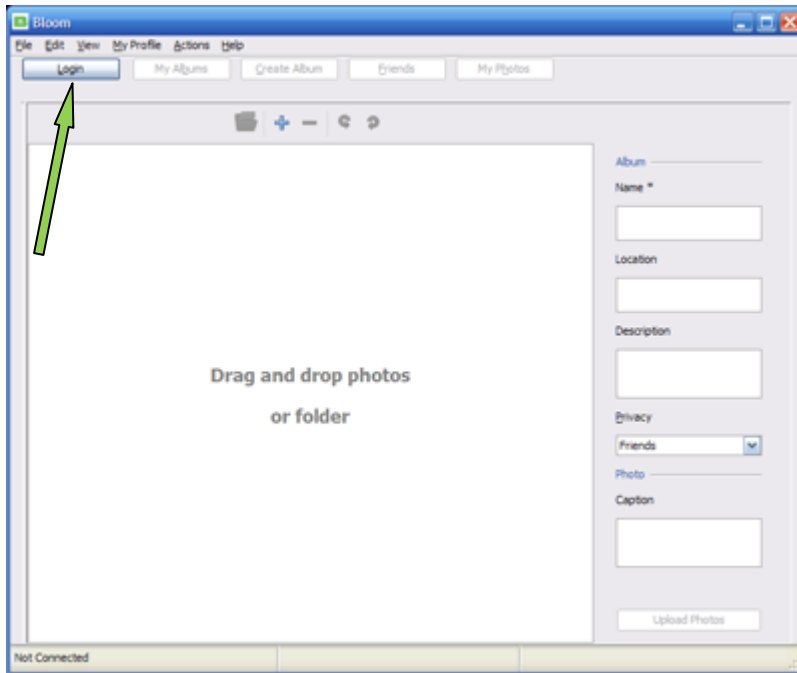 Bloom
File Edit View My Profile Actions Help
Login My Albums Create Album Friends My Photos
Album
Name *
Location
Description
Drag and drop photos
or folder
Privacy
Friends
Photo
Caption
Upload Photos
Not Connected